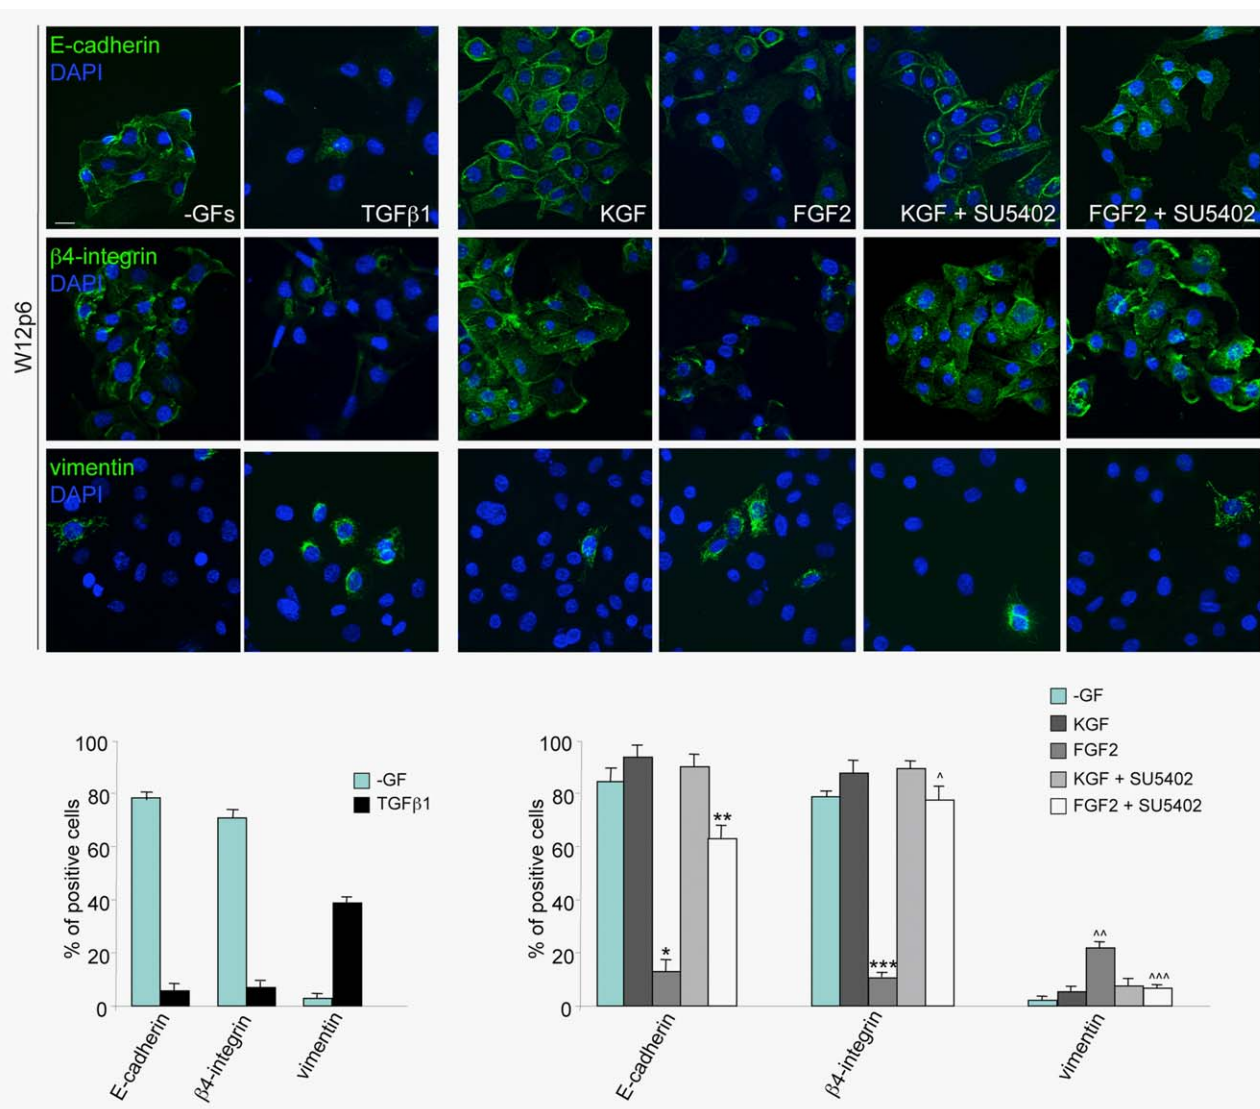 E-cadherin
DAPI
-GFs
TGFβ1
KGF
FGF2
KGF + SU5402
FGF2 + SU5402
W12p6
β4-integrin
DAPI
vimentin
DAPI
100
80
60
40
20
0
% of positive cells
-GF
TGFβ1
E-cadherin
β4-integrin
vimentin
100
80
60
40
20
0
% of positive cells
-GF
KGF
FGF2
KGF + SU5402
FGF2 + SU5402
*
**
***
^
^^
^^^
E-cadherin
β4-integrin
vimentin